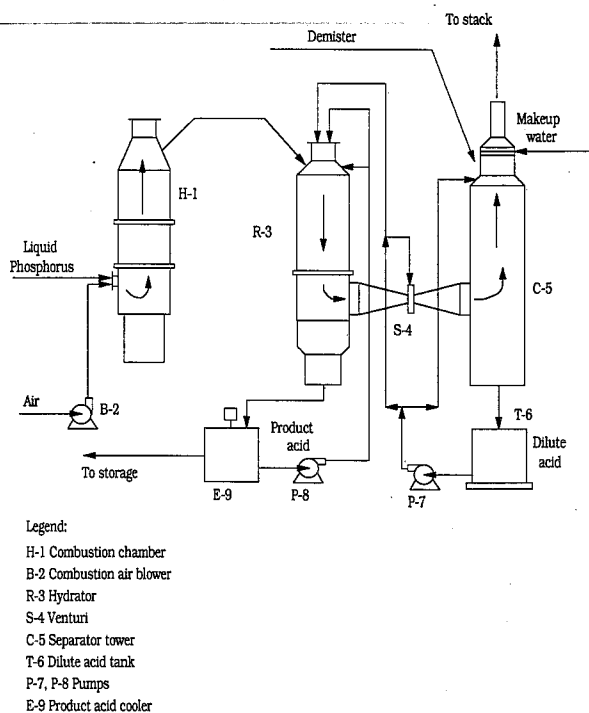 To stack
Demister
Makeup
water
H-1
R-3
Liquid
Phosphorus
C-5
S-4
Air
B-2
T-6
Product
acid
Dilute
acid
To storage
E-9
P-8
P-7
Legend:
H-1 Combustion chamber
B-2 Combustion air blower
R-3 Hydrator
S-4 Venturi
C-5 Separator tower
T-6 Dilute acid tank
P-7, P-8 Pumps
E-9 Product acid cooler